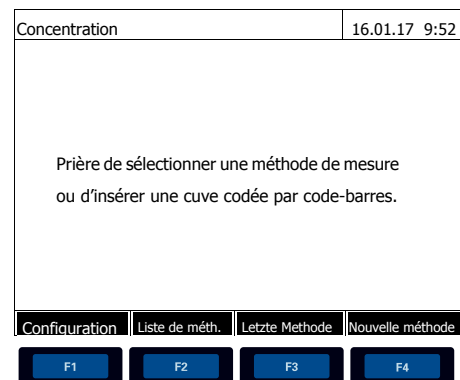 Concentration 16.01.17 9:52
Prière de sélectionner une méthode de mesure
ou d'insérer une cuve codée par code-barres.
Configuration Liste de méth. Letzte Methode Nouvelle méthode
F1 F2 F3 F4